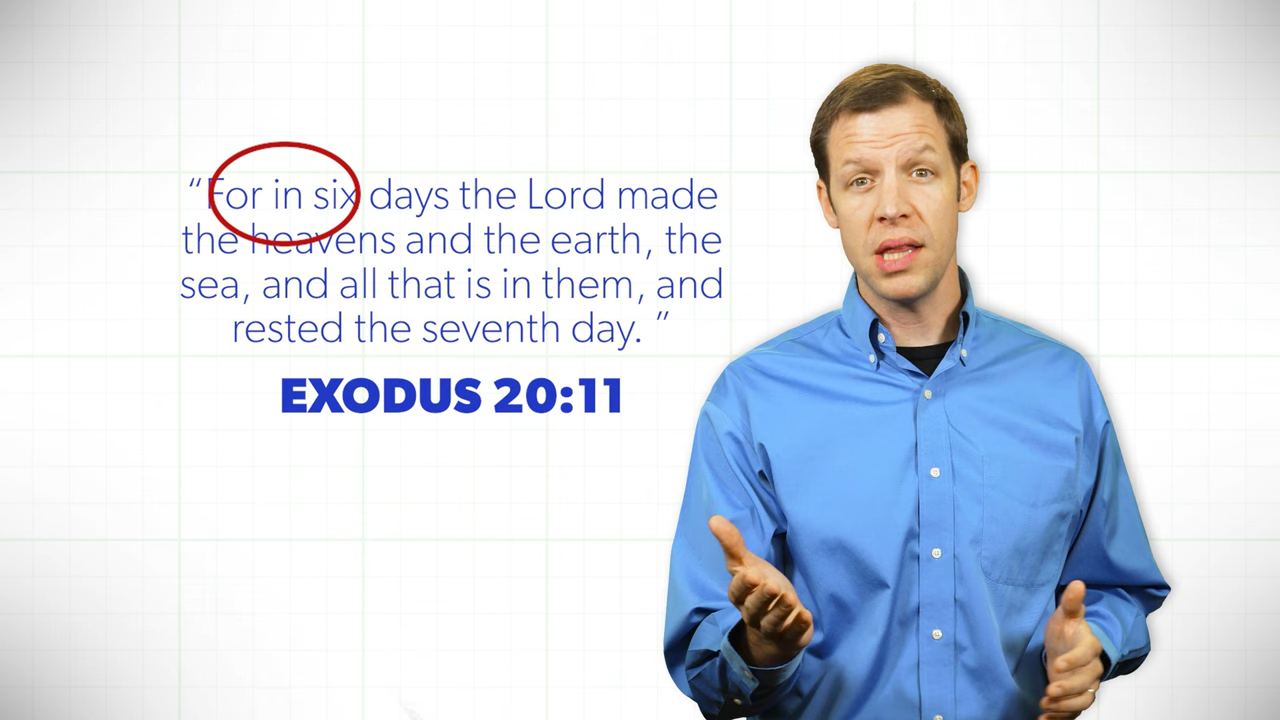 “For in six days the Lord made
the heavens and the earth, the
sea, and all that is in them, and
rested the seventh day. ”
EXODUS 20:11